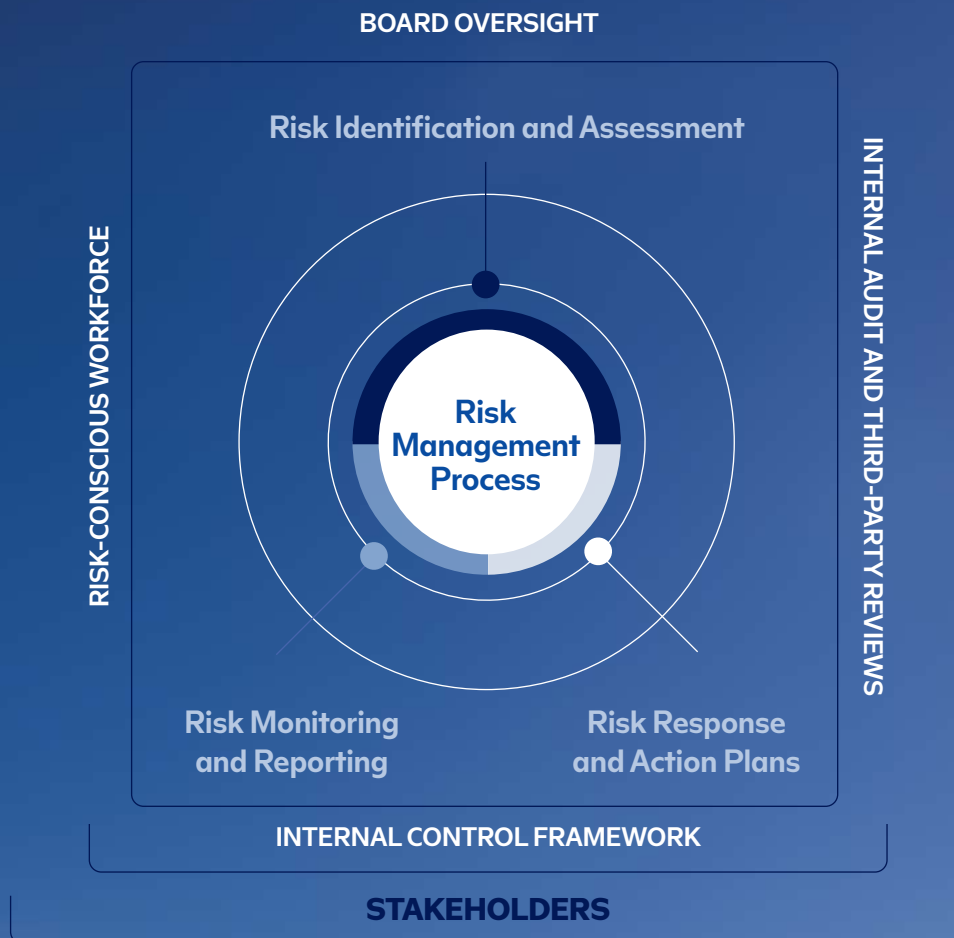 BOARD OVERSIGHT
Risk Identification and Assessment
RISK-CONSCIOUS WORKFORCE
INTERNAL AUDIT AND THIRD-PARTY REVIEWS
Risk
Management
Process
Risk Monitoring
and Reporting
Risk Response
and Action Plans
INTERNAL CONTROL FRAMEWORK
STAKEHOLDERS